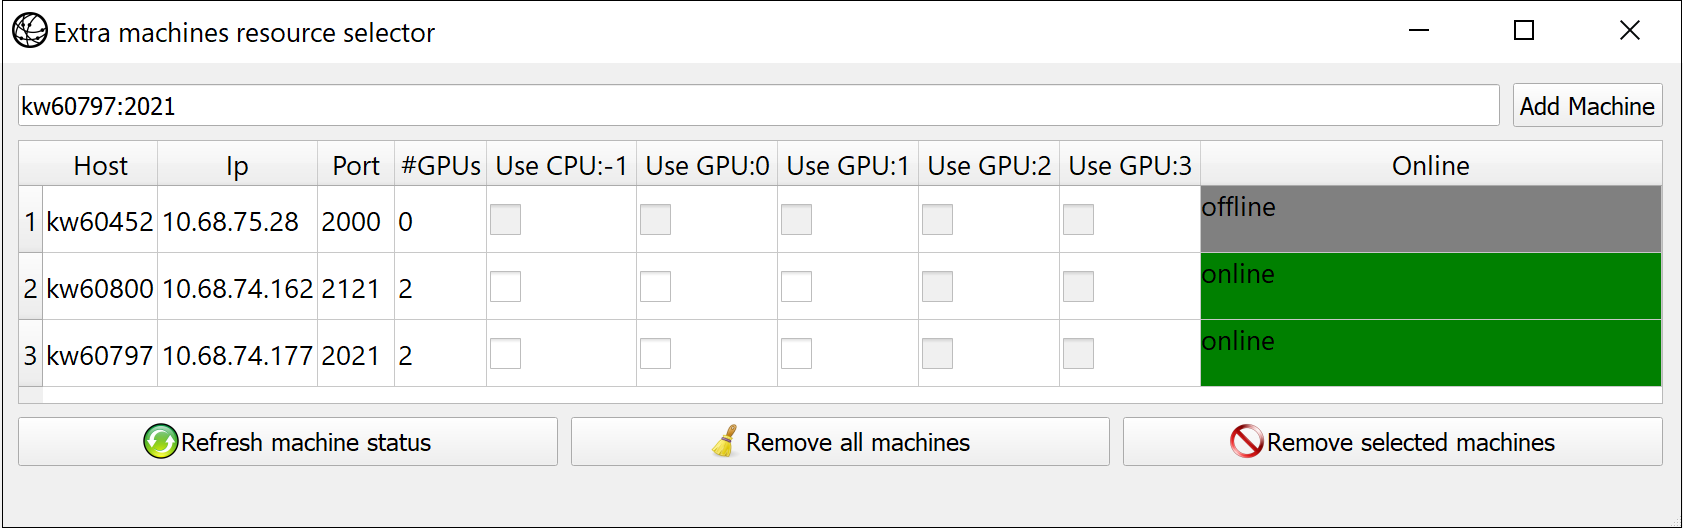 Extra machines resource selector
kw60797:2021 Add Machine
Host Ip Port #GPUs Use CPU:-1 Use GPU:0 Use GPU:1 Use GPU:2 Use GPU:3 Online
1 kw60452 10.68.75.28 2000 0 offline
2 kw60800 10.68.74.162 2121 2 online
3 kw60797 10.68.74.177 2021 2 online
Refresh machine status Remove all machines Remove selected machines